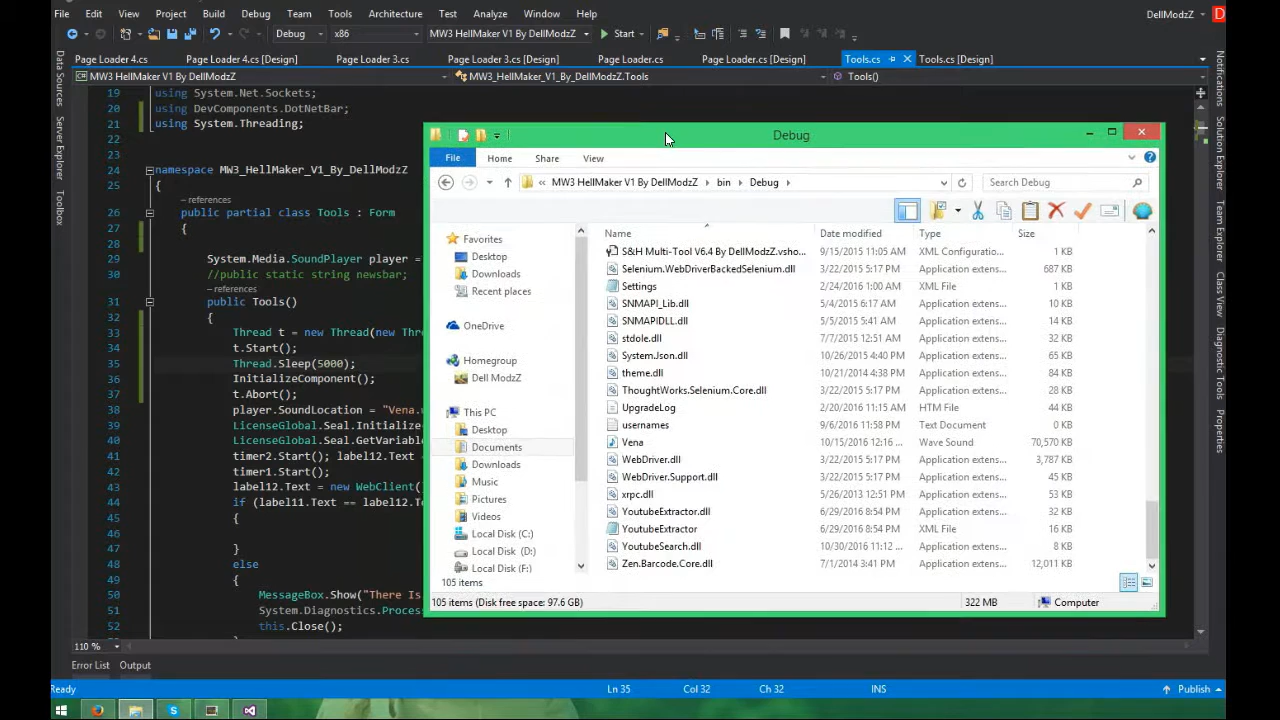 File Edit View Project Build Debug Team Tools Architecture Test Analyze Window Help DellModzZ D
Debug x86 MW3 HellMaker V1 By DellModzZ Start
Page Loader 4.cs Page Loader 4.cs [Design] Page Loader 3.cs Page Loader 3.cs [Design] Page Loader.cs Page Loader.cs [Design] Tools.cs Tools.cs [Design]
MW3 HellMaker V1 By DellModzZ MW3_HellMaker_V1_By_DellModzZ.Tools Tools()
Data Sources
Server Explorer
Toolbox
19 using System.Net.Sockets;
20 using DevComponents.DotNetBar;
21 using System.Threading;
22
23
24 namespace MW3_HellMaker_V1_By_DellModzZ
25 {
- references
26 public partial class Tools : Form
27 {
28
29 System.Media.SoundPlayer player =
30 //public static string newsbar;
- references
31 public Tools()
32 {
33 Thread t = new Thread(new Thr
34 t.Start();
35 Thread.Sleep(5000);
36 InitializeComponent();
37 t.Abort();
38 player.SoundLocation = "Vena.
39 LicenseGlobal.Seal.Initialize
40 LicenseGlobal.Seal.GetVariabl
41 timer2.Start(); label12.Text =
42 timer1.Start();
43 label12.Text = new WebClient(
44 if (label11.Text == label12.T
45 {
46
47 }
48 else
49 {
50 MessageBox.Show("There Is
51 System.Diagnostics.Proces
52 this.Close();
110 %
Error List Output
Ready Ln 35 Col 32 Ch 32 INS Publish
Debug
File Home Share View
« MW3 HellMaker V1 By DellModzZ bin Debug Search Debug
Favorites
Desktop
Downloads
Recent places
OneDrive
Homegroup
Dell ModzZ
This PC
Desktop
Documents
Downloads
Music
Pictures
Videos
Local Disk (C:)
Local Disk (D:)
Local Disk (F:)
Name Date modified Type Size
S&H Multi-Tool V6.4 By DellModzZ.vsho... 9/15/2015 11:05 AM XML Configuratio... 1 KB
Selenium.WebDriverBackedSelenium.dll 3/22/2015 5:17 PM Application extens... 687 KB
Settings 2/24/2016 1:00 AM XML File 1 KB
SNMAPI_Lib.dll 5/4/2015 6:17 AM Application extens... 13 KB
SNMAPIDLL.dll 5/5/2015 5:41 AM Application extens... 14 KB
stdole.dll 7/7/2015 5:17 AM Application extens... 32 KB
System.Json.dll 10/26/2015 4:40 PM Application extens... 65 KB
theme.dll 10/21/2014 4:38 PM Application extens... 84 KB
ThoughtWorks.Selenium.Core.dll 3/22/2015 5:17 PM Application extens... 28 KB
UpgradeLog 2/20/2016 11:15 AM HTM File 44 KB
usernames 9/6/2016 11:58 PM Text Document 0 KB
Vena 10/15/2016 12:16 ... Wave Sound 70,570 KB
WebDriver.dll 3/22/2015 5:17 PM Application extens... 3,787 KB
WebDriver.Support.dll 3/22/2015 5:17 PM Application extens... 45 KB
xrpc.dll 5/26/2013 12:51 PM Application extens... 53 KB
YoutubeExtractor.dll 6/29/2016 8:54 PM Application extens... 32 KB
YoutubeExtractor 6/29/2016 8:54 PM XML File 16 KB
YoutubeSearch.dll 10/30/2016 11:12 ... Application extens... 8 KB
Zen.Barcode.Core.dll 7/1/2014 3:41 PM Application extens... 12,011 KB
105 items
105 items (Disk free space: 97.6 GB) 322 MB Computer
Notifications
Solution Explorer
Team Explorer
Class View
Diagnostic Tools
Properties